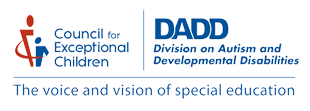 Council for
Exceptional
Children
DADD
Division on Autism and
Developmental Disabilities
The voice and vision of special education